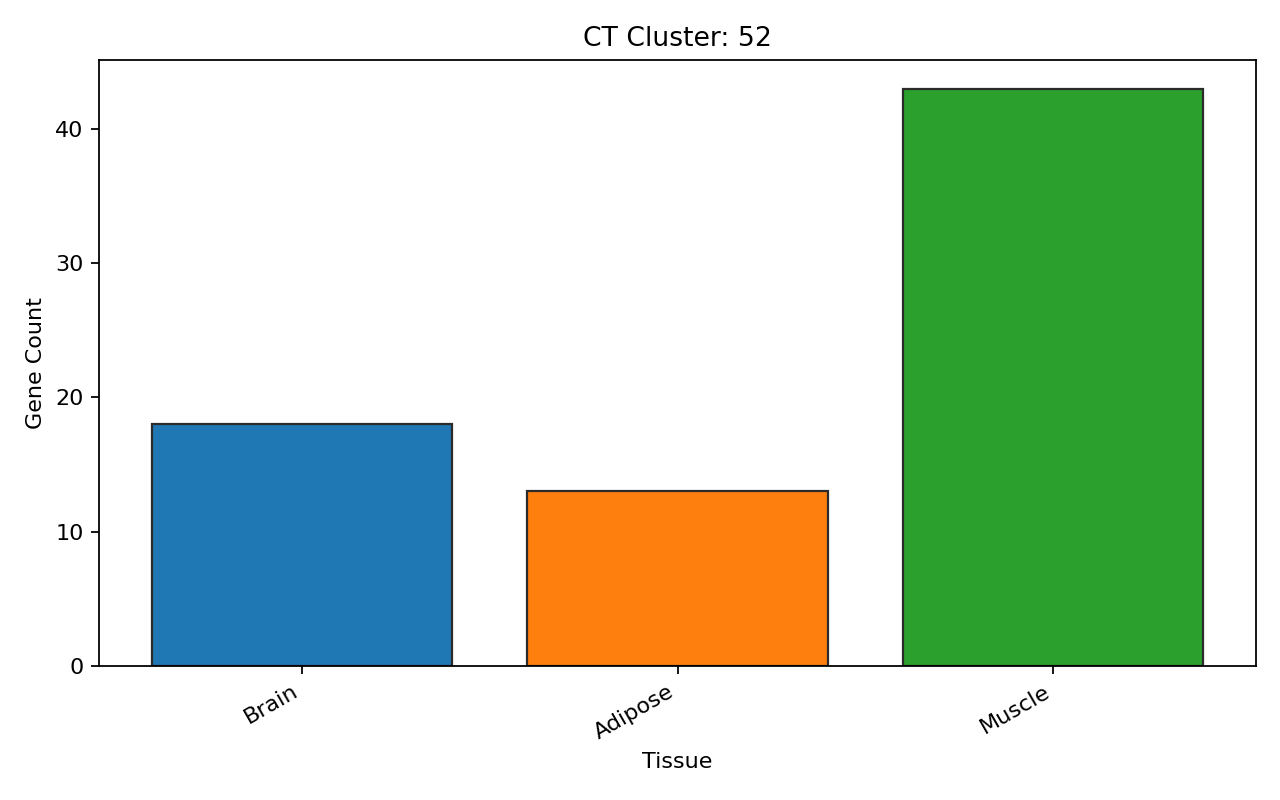 CT Cluster: 52
Gene Count
40
30
20
10
0
Brain
Adipose
Muscle
Tissue